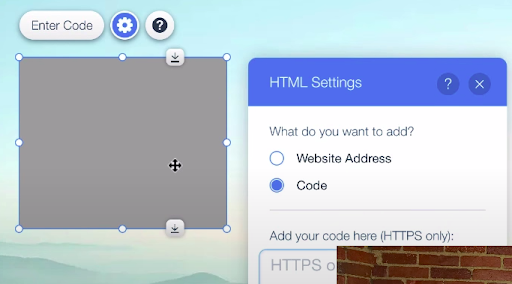 Enter Code
?
HTML Settings
?
What do you want to add?
Website Address
Code
Add your code here (HTTPS only):
HTTPS o